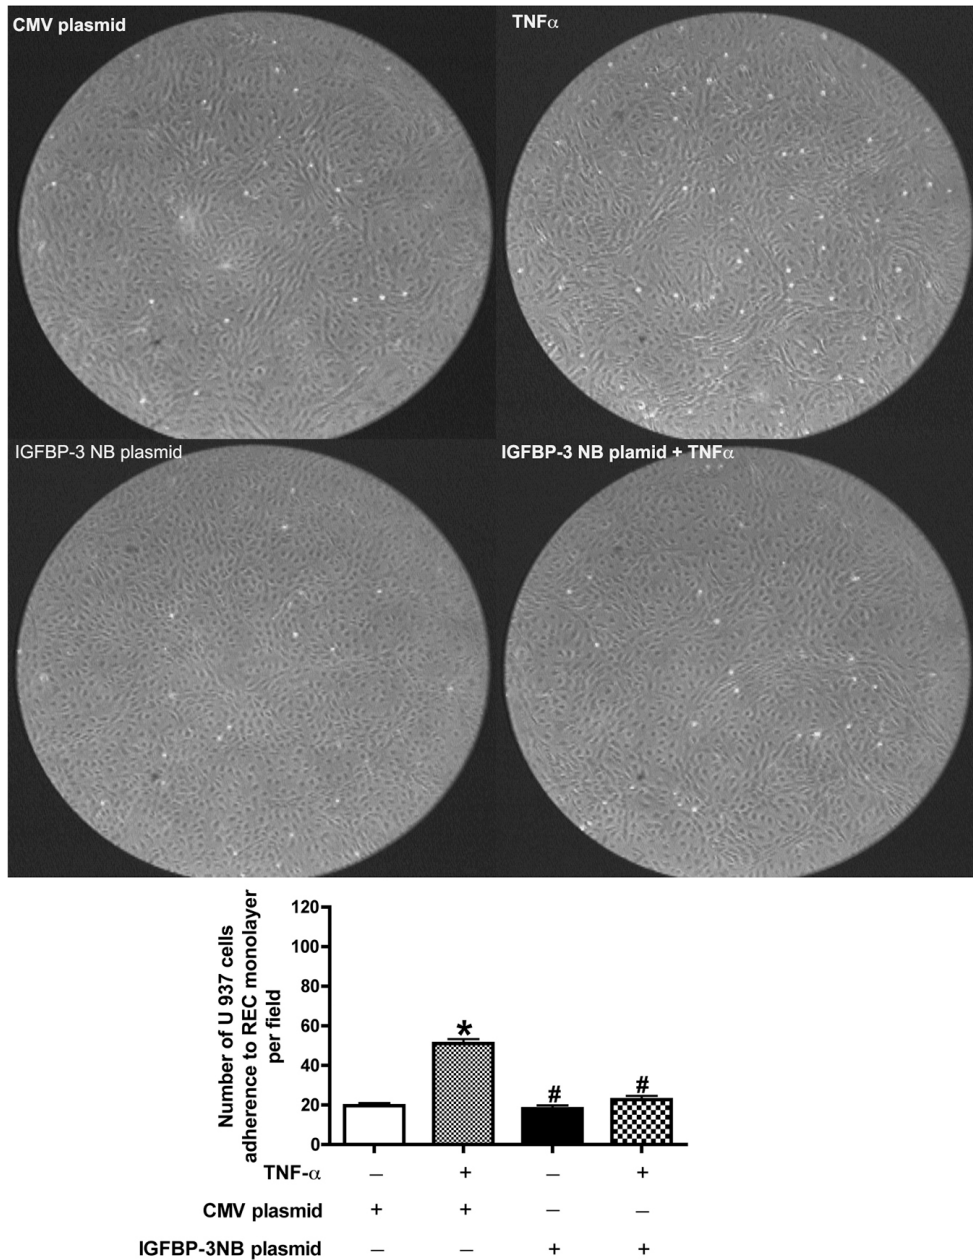 CMV plasmid
TNFα
IGFBP-3 NB plasmid
IGFBP-3 NB plamid + TNFα
Number of U 937 cells
adherence to REC monolayer
per field
120
100
80
60
40
20
0
*
#
#
TNF-α – + – +
CMV plasmid + + – –
IGFBP-3NB plasmid – – + +